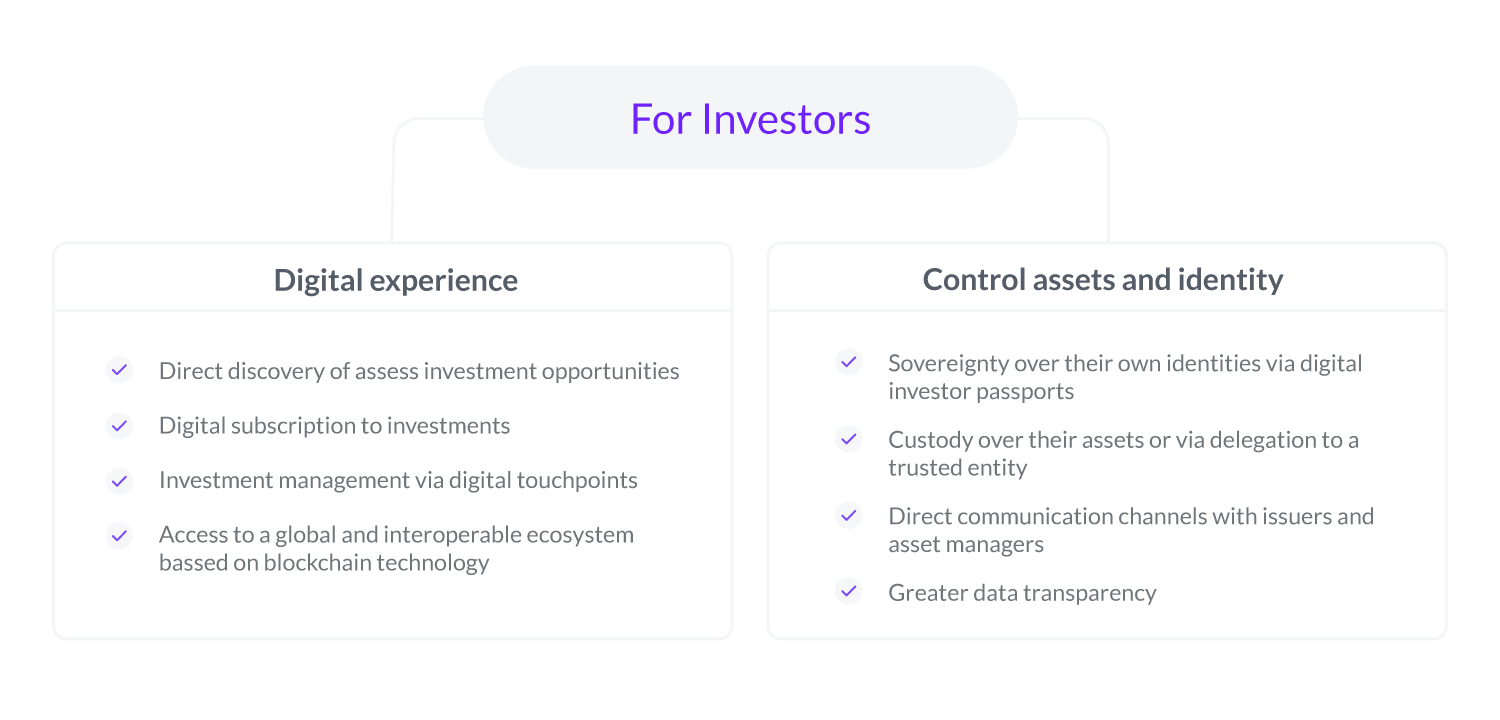 For Investors
Digital experience
Direct discovery of assess investment opportunities
Digital subscription to investments
Investment management via digital touchpoints
Access to a global and interoperable ecosystem
bassed on blockchain technology
Control assets and identity
Sovereignty over their own identities via digital
investor passports
Custody over their assets or via delegation to a
trusted entity
Direct communication channels with issuers and
asset managers
Greater data transparency